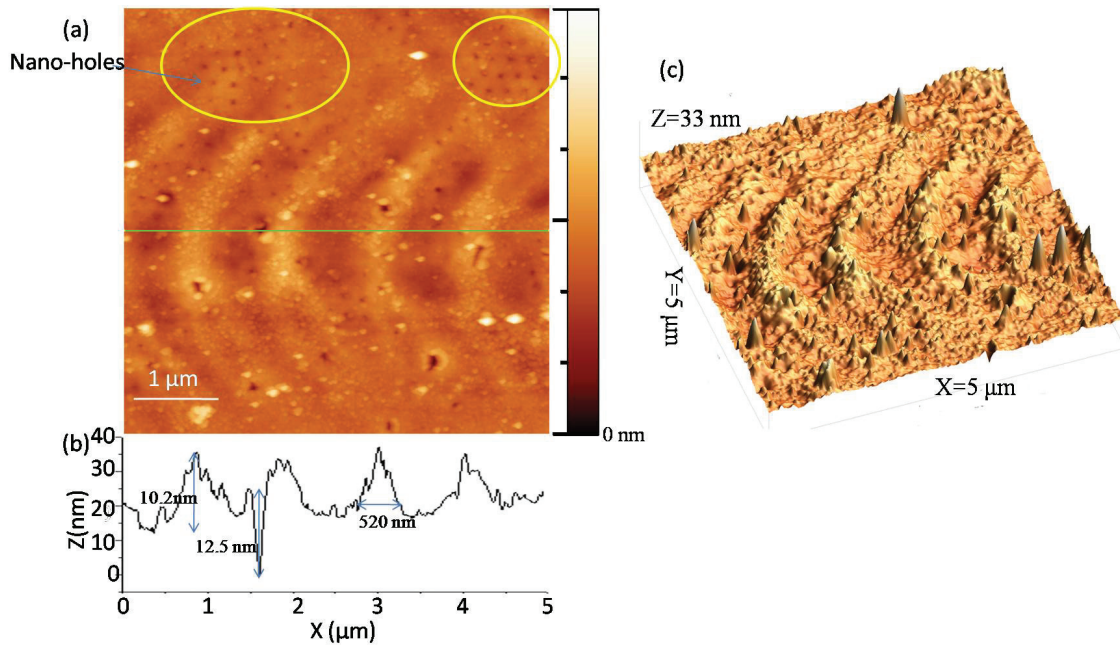 (a)
Nano-holes
1 µm
0 nm
(b)
40
30
20
10
0
Z(nm)
10.2nm
12.5 nm
520 nm
0
1
2
3
4
5
X (µm)
(c)
Z=33 nm
Y=5 µm
X=5 µm